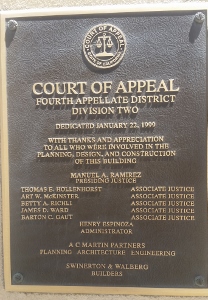 COURT OF APPEAL
COURT OF APPEAL
FOURTH APPELLATE DISTRICT
DIVISION TWO
DEDICATED JANUARY 22, 1999
WITH THANKS AND APPRECIATION
TO ALL WHO WERE INVOLVED IN THE
PLANNING, DESIGN, AND CONSTRUCTION
OF THIS BUILDING
MANUEL A. RAMIREZ
PRESIDING JUSTICE
THOMAS E. HOLLENHORST ASSOCIATE JUSTICE
ART W. McKINSTER ASSOCIATE JUSTICE
BETTY A. RICHLI ASSOCIATE JUSTICE
JAMES D. WARD ASSOCIATE JUSTICE
BARTON C. GAUT ASSOCIATE JUSTICE
HENRY ESPINOZA
ADMINISTRATOR
A C MARTIN PARTNERS
PLANNING ARCHITECTURE ENGINEERING
SWINERTON & WALBERG
BUILDERS